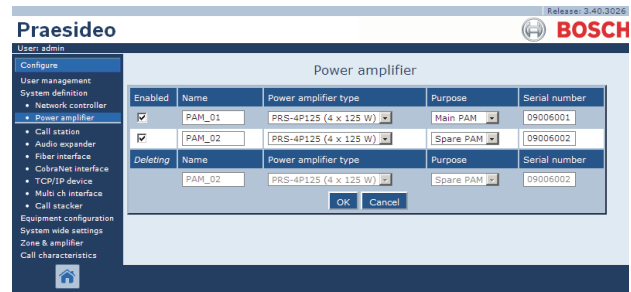 Release: 3.40.3026
Praesideo
BOSCH
User: admin
Configure
User management
System definition
• Network controller
• Power amplifier
• Call station
• Audio expander
• Fiber interface
• CobraNet interface
• TCP/IP device
• Multi ch interface
• Call stacker
Equipment configuration
System wide settings
Zone & amplifier
Call characteristics
Power amplifier
Enabled Name Power amplifier type Purpose Serial number
PAM_01 PRS-4P125 (4 x 125 W) Main PAM 09006001
PAM_02 PRS-4P125 (4 x 125 W) Spare PAM 09006002
Deleting Name Power amplifier type Purpose Serial number
PAM_02 PRS-4P125 (4 x 125 W) Spare PAM 09006002
OK Cancel